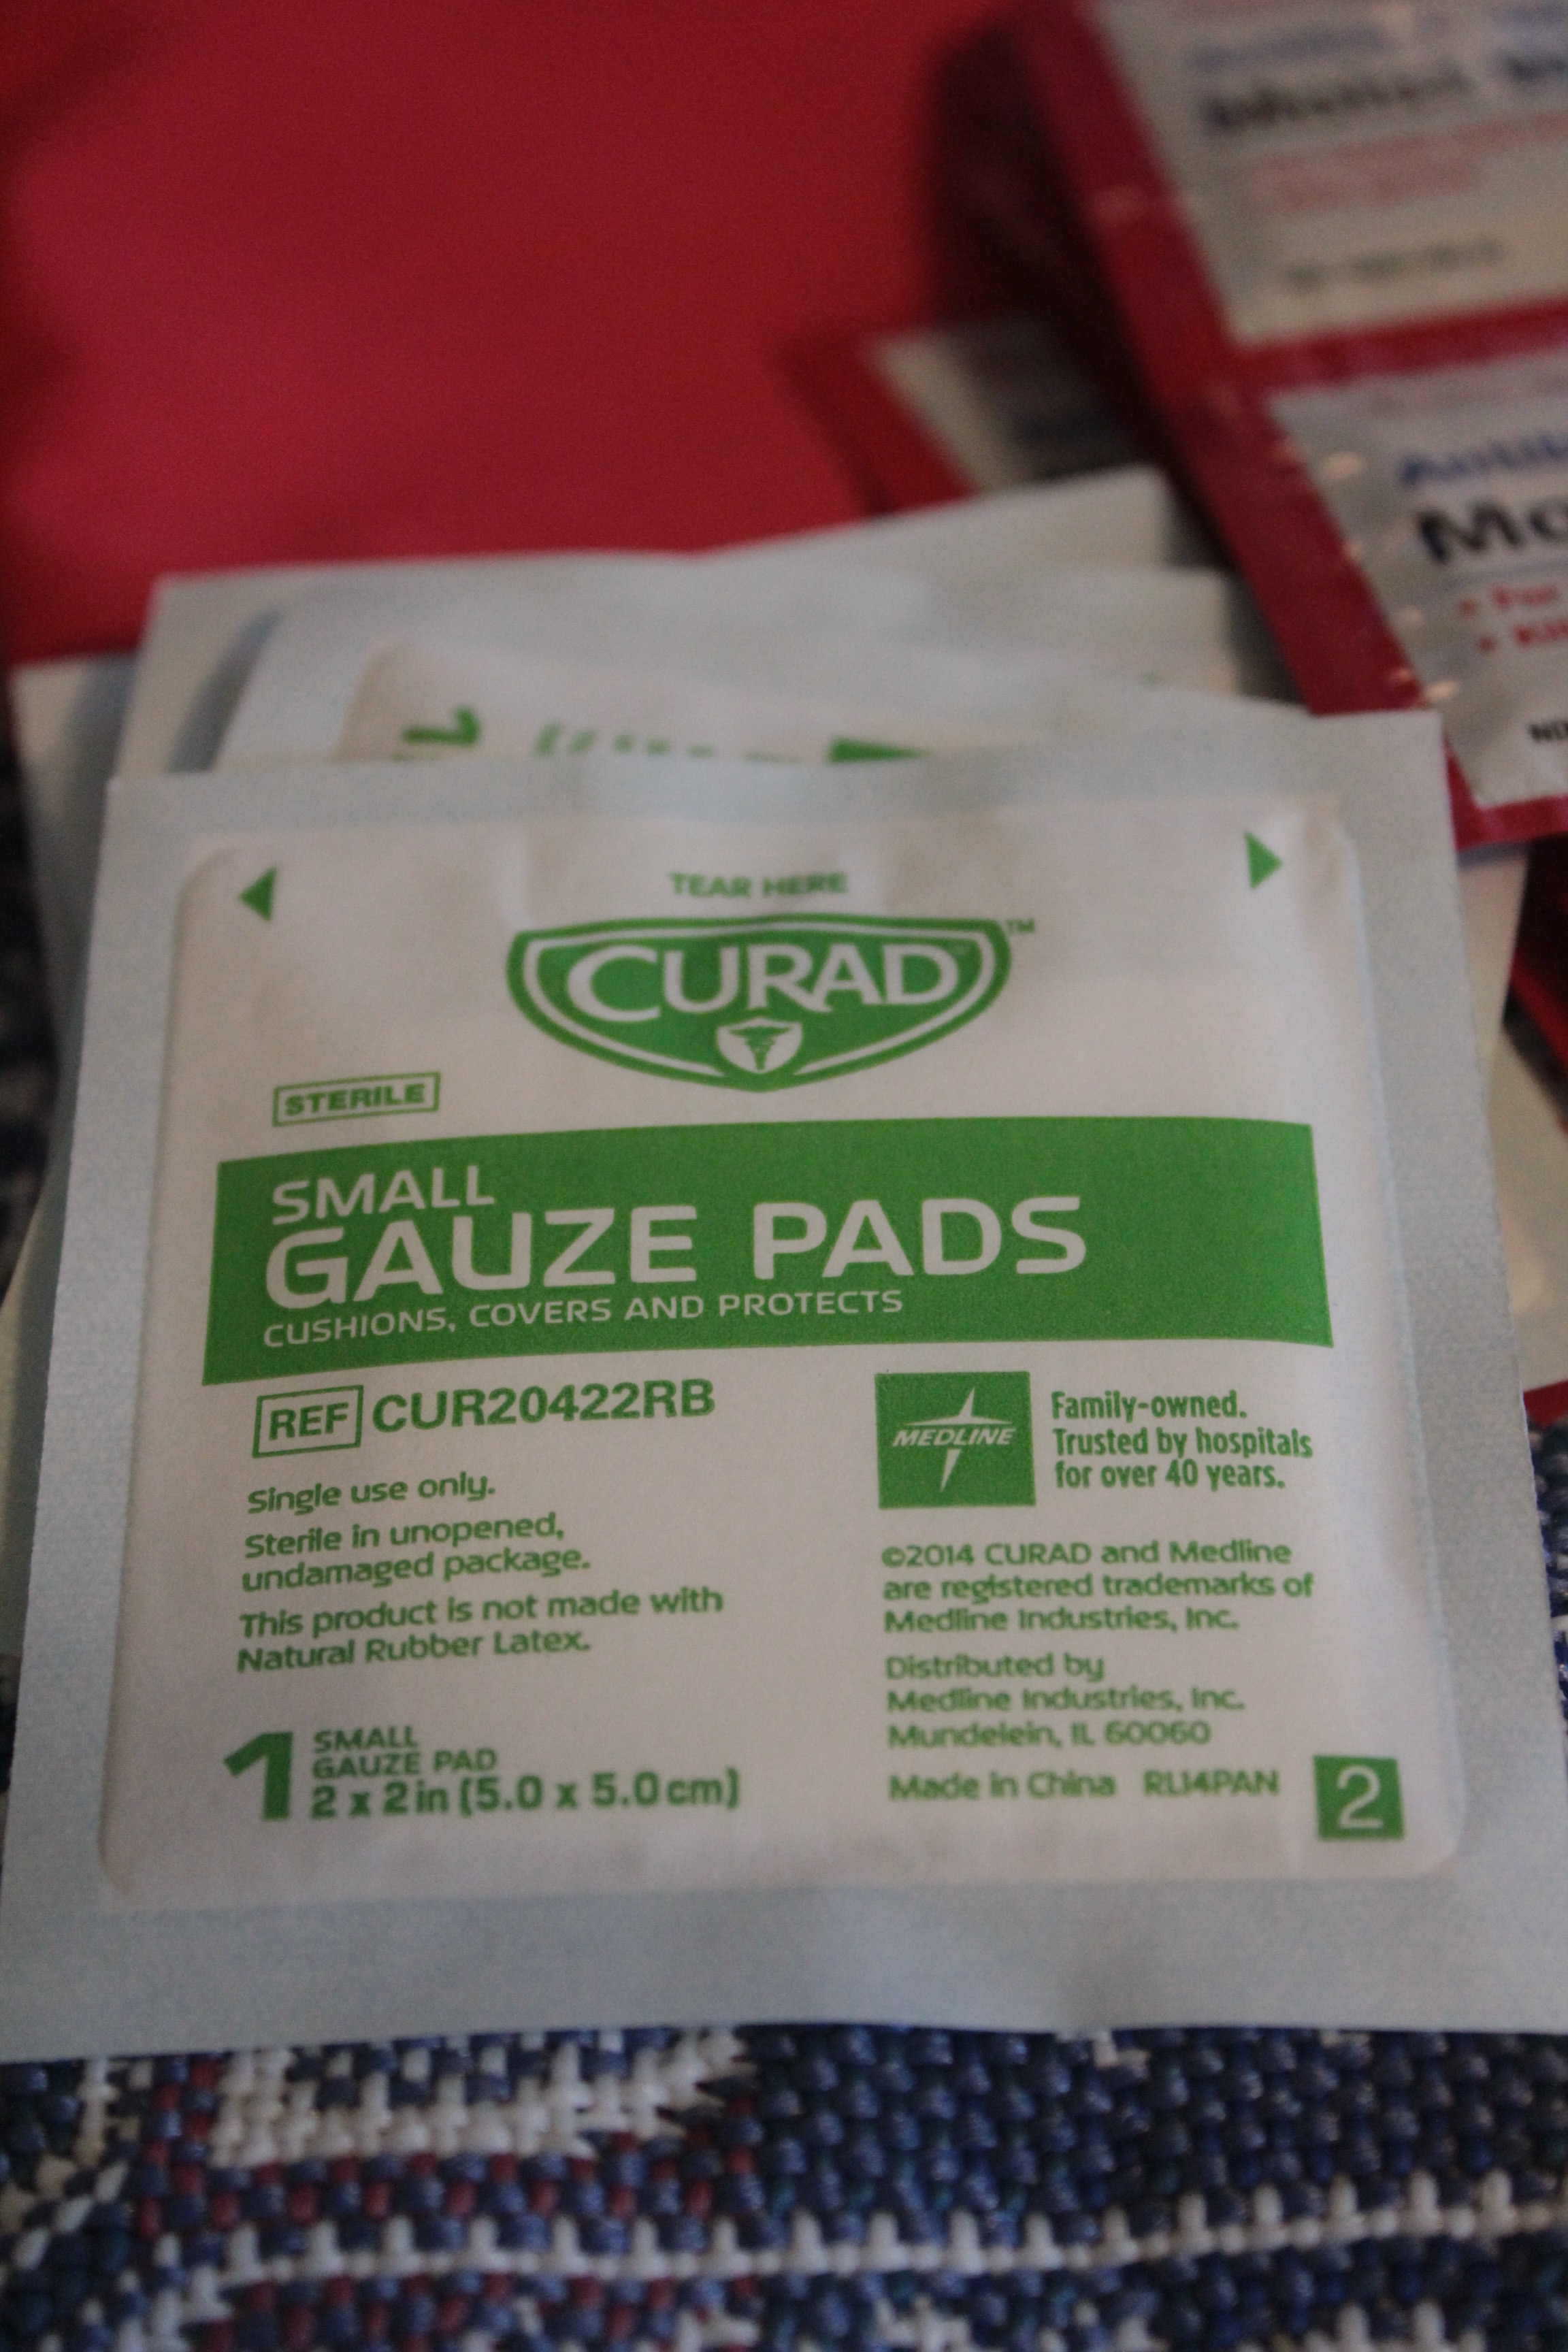 TEAR HERE
CURAD™
STERILE
SMALL
GAUZE PADS
CUSHIONS, COVERS AND PROTECTS
REF CUR20422RB
Single use only.
Sterile in unopened,
undamaged package.
This product is not made with
Natural Rubber Latex.
1 SMALL
GAUZE PAD
2 x 2 in (5.0 x 5.0 cm)
MEDLINE
Family-owned.
Trusted by hospitals
for over 40 years.
©2014 CURAD and Medline
are registered trademarks of
Medline Industries, Inc.
Distributed by
Medline Industries, Inc.
Mundelein, IL 60060
Made in China RL14PAN
2